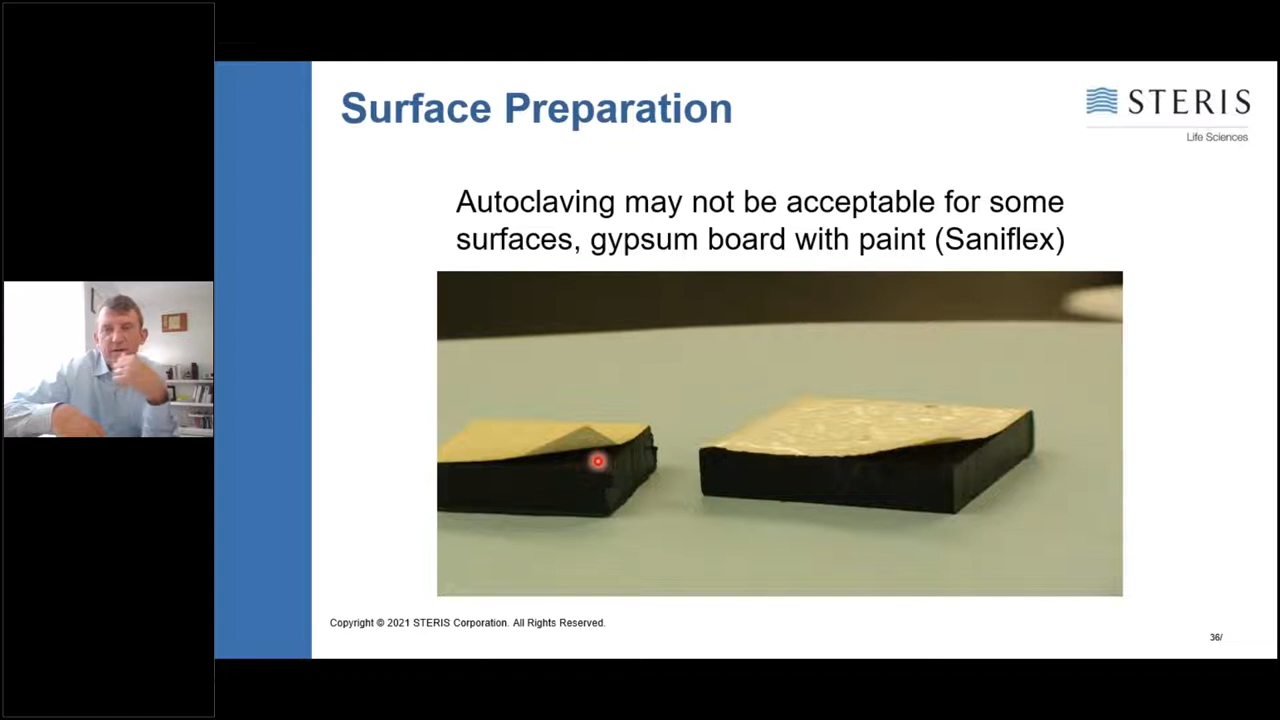 Surface Preparation
STERIS
Life Sciences
Autoclaving may not be acceptable for some
surfaces, gypsum board with paint (Saniflex)
Copyright © 2021 STERIS Corporation. All Rights Reserved.
36/